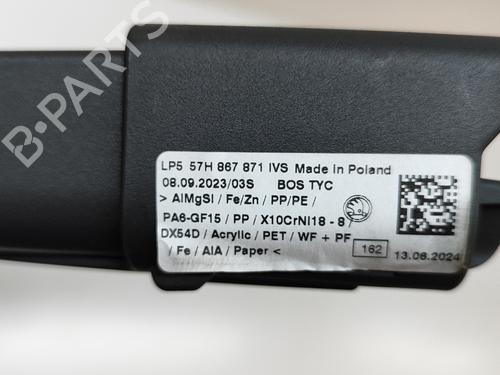 LP5 57H 867 871 IVS Made in Poland
08.09.2023/03S BOS TYC
> AlMgSI / Fe/Zn / PP/PE /
PA6-GF15 / PP / X10CrNI18 - 8/
DX54D / Acrylic / PET / WF + PF
/ Fe / AIA / Paper <
162 13.06.2024
B-PARTS